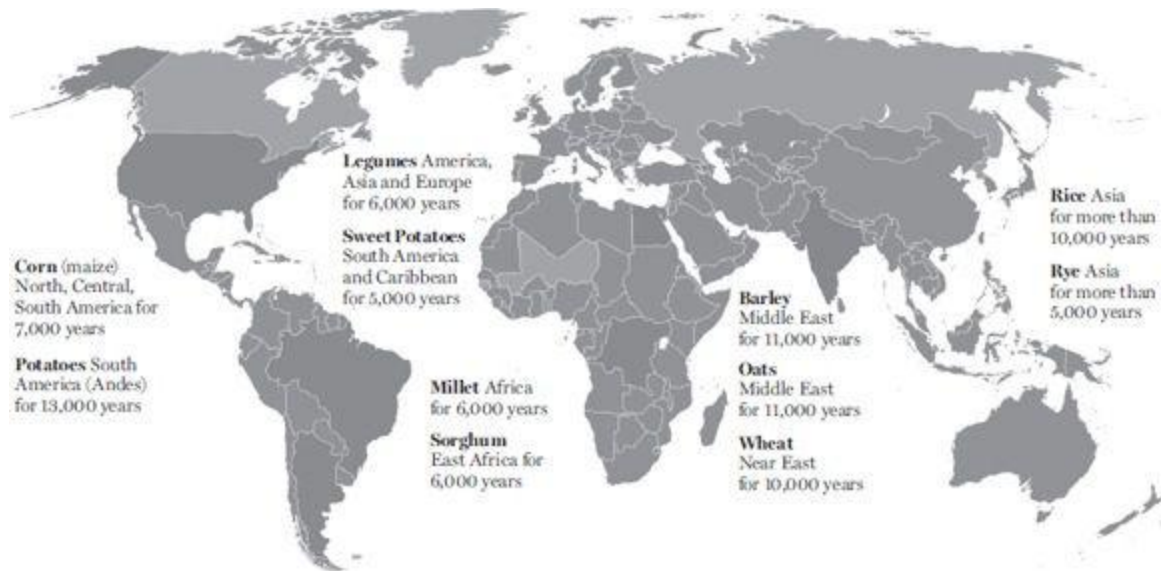 Legumes America,
Asia and Europe
for 6,000 years
Sweet Potatoes
South America
and Caribbean
for 5,000 years
Corn (maize)
North, Central,
South America for
7,000 years
Potatoes South
America (Andes)
for 13,000 years
Millet Africa
for 6,000 years
Sorghum
East Africa for
6,000 years
Barley
Middle East
for 11,000 years
Oats
Middle East
for 11,000 years
Wheat
Near East
for 10,000 years
Rice Asia
for more than
10,000 years
Rye Asia
for more than
5,000 years